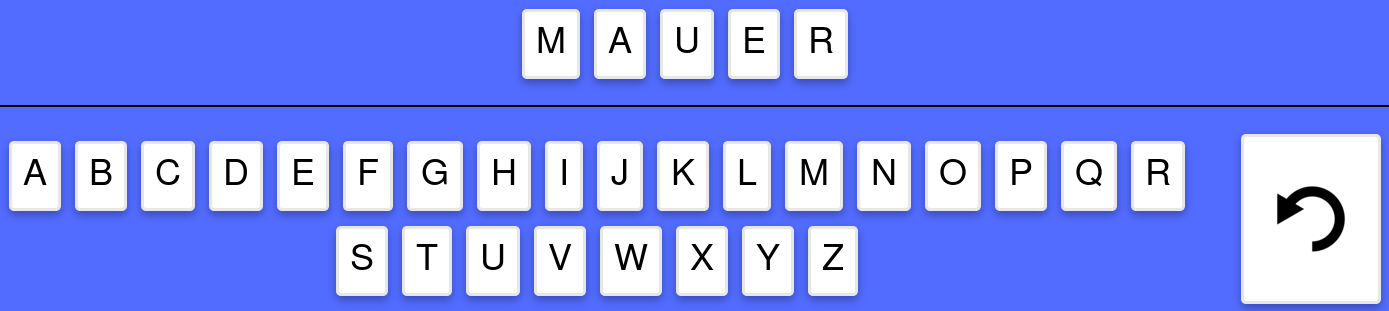 M A U E R
A B C D E F G H I J K L M N O P Q R
S T U V W X Y Z